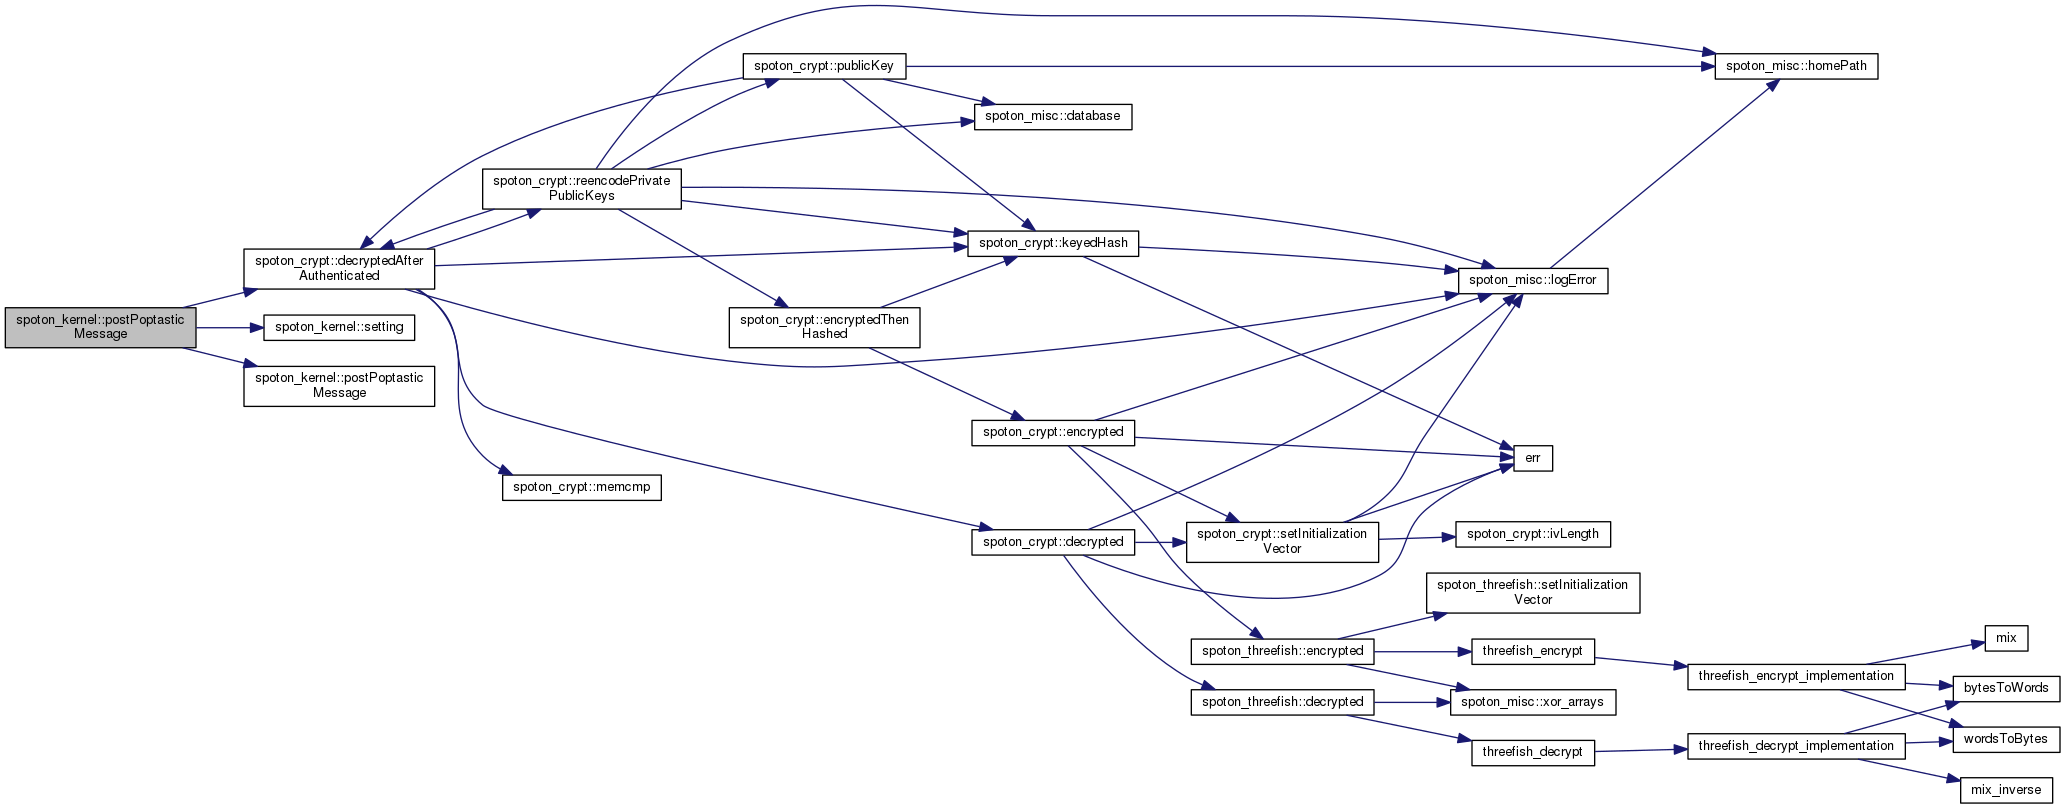 spoton_kernel::postPoptastic
Message
spoton_crypt::decryptedAfter
Authenticated
spoton_kernel::setting
spoton_kernel::postPoptastic
Message
spoton_crypt::reencodePrivate
PublicKeys
spoton_crypt::memcmp
spoton_crypt::publicKey
spoton_crypt::encryptedThen
Hashed
spoton_misc::database
spoton_crypt::keyedHash
spoton_crypt::encrypted
spoton_crypt::decrypted
spoton_crypt::setInitialization
Vector
spoton_threefish::encrypted
spoton_threefish::decrypted
spoton_misc::homePath
spoton_misc::logError
err
spoton_crypt::ivLength
spoton_threefish::setInitialization
Vector
threefish_encrypt
spoton_misc::xor_arrays
threefish_decrypt
threefish_encrypt_implementation
threefish_decrypt_implementation
mix
bytesToWords
wordsToBytes
mix_inverse